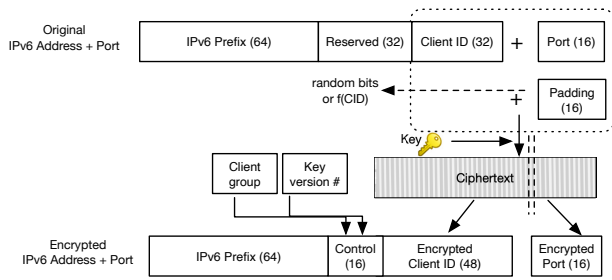 Original
IPv6 Address + Port
IPv6 Prefix (64)
Reserved (32)
Client ID (32)
+
Port (16)
random bits
or f(CID)
+
Padding
(16)
Key
Client
group
Key
version #
Ciphertext
Encrypted
IPv6 Address + Port
IPv6 Prefix (64)
Control
(16)
Encrypted
Client ID (48)
Encrypted
Port (16)